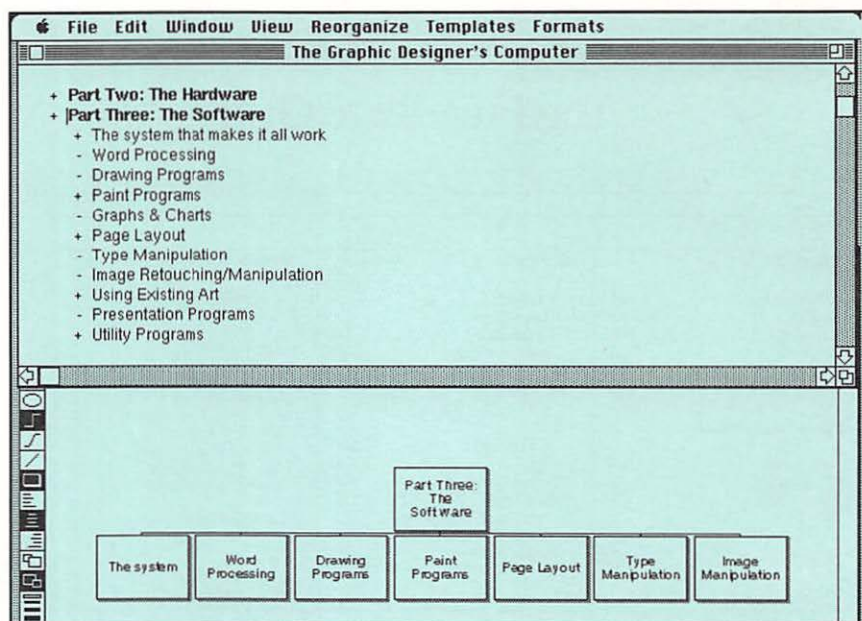 File Edit Window View Reorganize Templates Formats
The Graphic Designer's Computer
+ Part Two: The Hardware
+ Part Three: The Software
+ The system that makes it all work
- Word Processing
- Drawing Programs
+ Paint Programs
- Graphs & Charts
+ Page Layout
- Type Manipulation
- Image Retouching/Manipulation
+ Using Existing Art
- Presentation Programs
+ Utility Programs
Part Three:
The
Software
The system
Word
Processing
Drawing
Programs
Paint
Programs
Page Layout
Type
Manipulation
Image
Manipulation